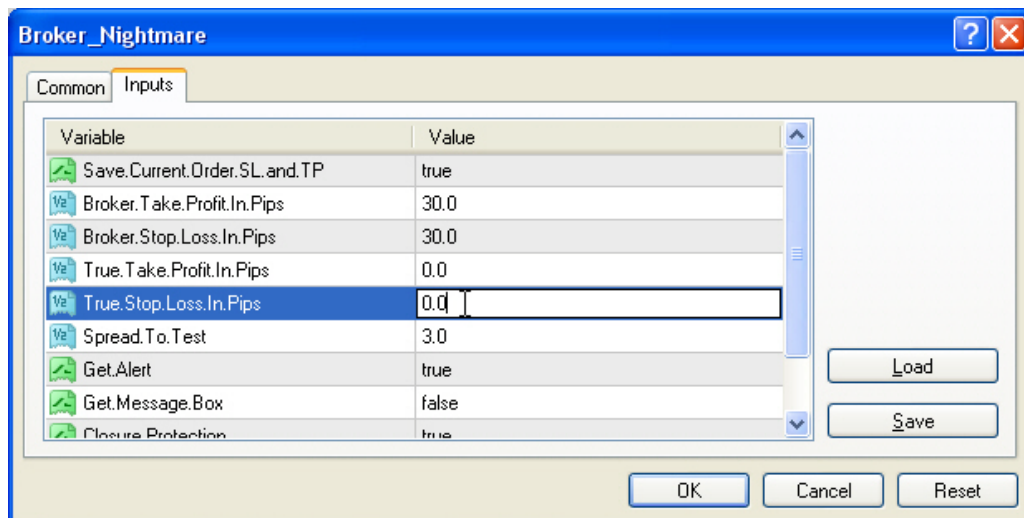 Broker_Nightmare
Common Inputs
Variable Value
Save.Current.Order.SL.and.TP true
Broker.Take.Profit.In.Pips 30.0
Broker.Stop.Loss.In.Pips 30.0
True.Take.Profit.In.Pips 0.0
True.Stop.Loss.In.Pips 0.0
Spread.To.Test 3.0
Get.Alert true
Load
Get.Message.Box false
Save
Closure.Protection true
OK Cancel Reset